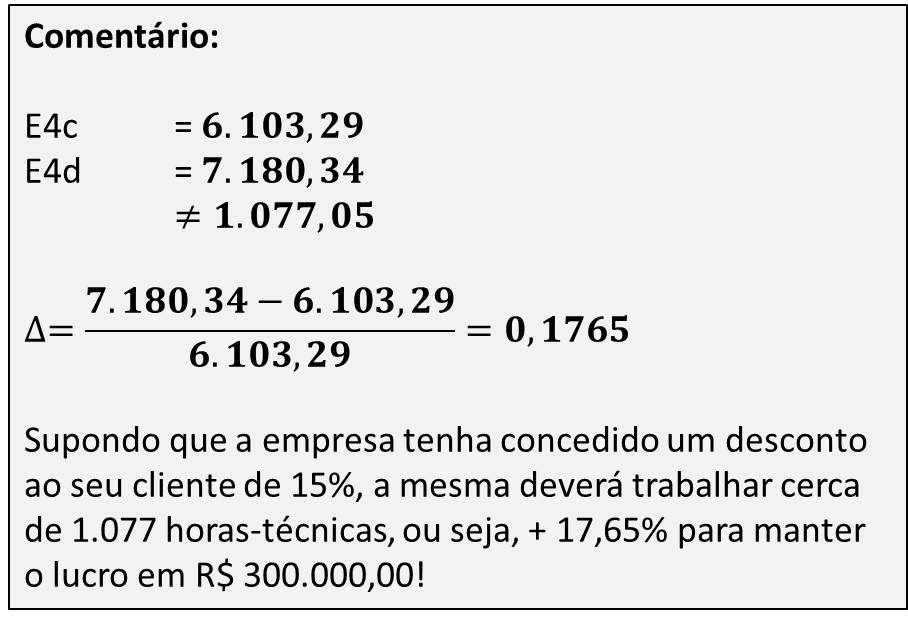 Comentário:
E4c = 6.103,29
E4d = 7.180,34
≠ 1.077,05
Δ= 7.180,34 − 6.103,29 / 6.103,29 = 0,1765
Supondo que a empresa tenha concedido um desconto
ao seu cliente de 15%, a mesma deverá trabalhar cerca
de 1.077 horas-técnicas, ou seja, + 17,65% para manter
o lucro em R$ 300.000,00!